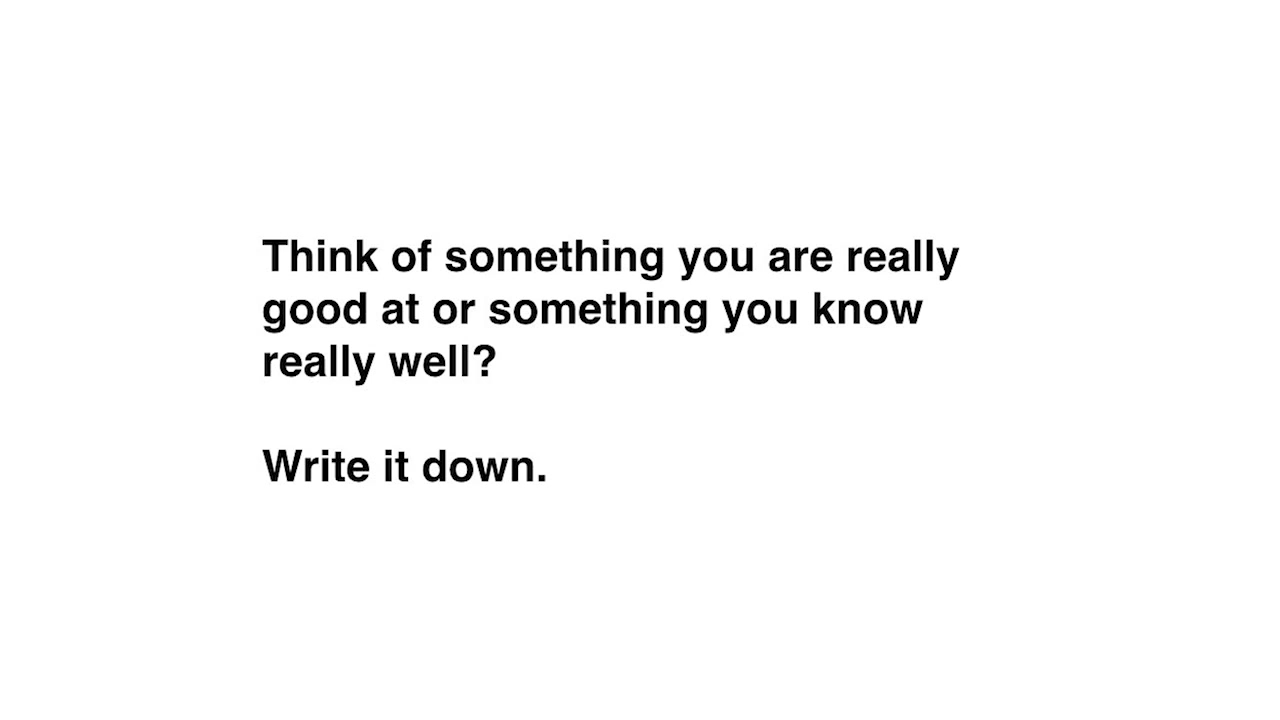 Think of something you are really
good at or something you know
really well?
Write it down.